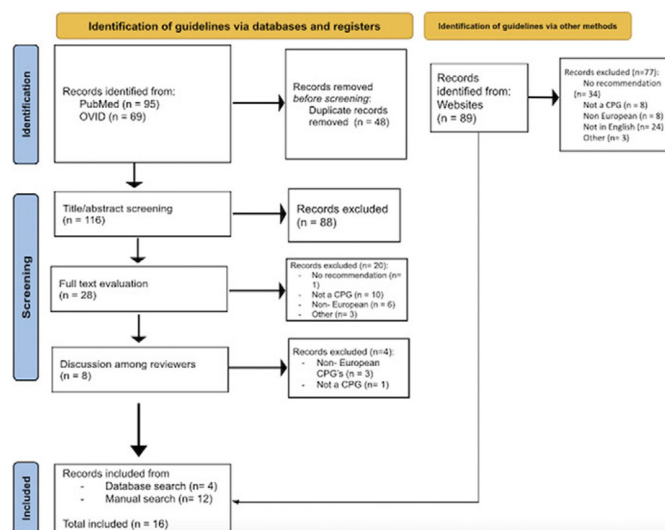 Identification of guidelines via databases and registers
Identification of guidelines via other methods
Identification
Records identified from:
PubMed (n = 95)
OVID (n = 69)
Records removed
before screening:
Duplicate records
removed (n = 48)
Records
identified from:
Websites
(n = 89)
Records excluded (n=77):
No recommendation
(n= 34)
Not a CPG (n = 8)
Non European (n = 8)
Not in English (n= 24)
Other (n= 3)
Screening
Title/abstract screening
(n = 116)
Records excluded
(n = 88)
Full text evaluation
(n = 28)
Records excluded (n= 20):
- No recommendation (n=
1)
- Not a CPG (n = 10)
- Non- European (n = 6)
- Other (n= 3)
Discussion among reviewers
(n = 8)
Records excluded (n=4):
- Non- European
CPG's (n = 3)
- Not a CPG (n= 1)
Included
Records included from
- Database search (n= 4)
- Manual search (n= 12)
Total included (n = 16)